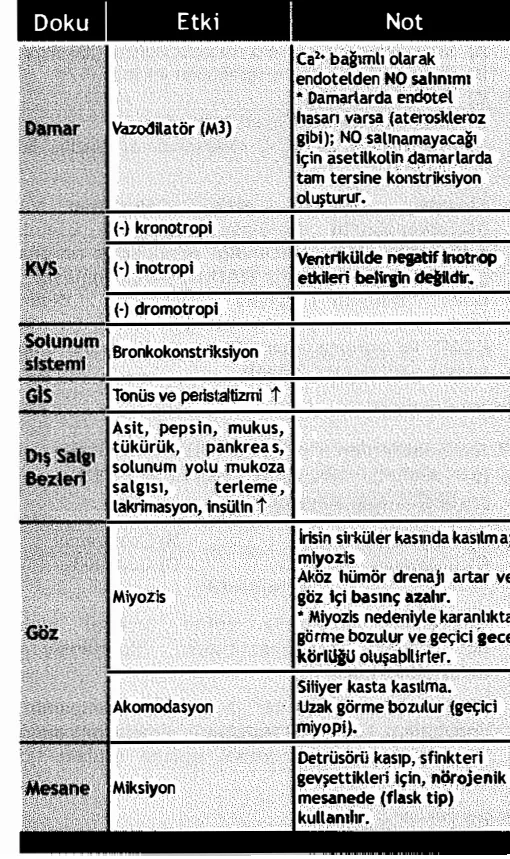 Doku Etki Not
Damar
Vazodilatör (M3)
Ca²⁺ bağımlı olarak
endotelden NO salınımı
* Damarlarda endotel
hasarı varsa (ateroskleroz
gibi); NO salınamayacağı
için asetilkolin damarlarda
tam tersine konstriksiyon
oluşturur.
KVS
(-) kronotropi
(-) inotropi
Ventrikülde negatif inotrop
etkileri belirgin değildir.
(-) dromotropi
Solunum
sistemi
Bronkokonstriksiyon
GİS
Tonüs ve peristaltizmi ↑
Dış Salgı
Bezleri
Asit, pepsin, mukus,
tükürük, pankreas,
solunum yolu mukoza
salgısı, terleme,
lakrimasyon, insülin ↑
Göz
Miyozis
İrisin sirküler kasında kasılma;
miyozis
Aköz hümör drenajı artar ve
göz içi basınç azalır.
* Miyozis nedeniyle karanlıkta
görme bozulur ve geçici gece
körlüğü oluşabilirler.
Akomodasyon
Siliyer kasta kasılma.
Uzak görme bozulur (geçici
miyopi).
Mesane
Miksiyon
Detrüsörü kasıp, sfinkteri
gevşettikleri için, nörojenik
mesanede (flask tip)
kullanılır.